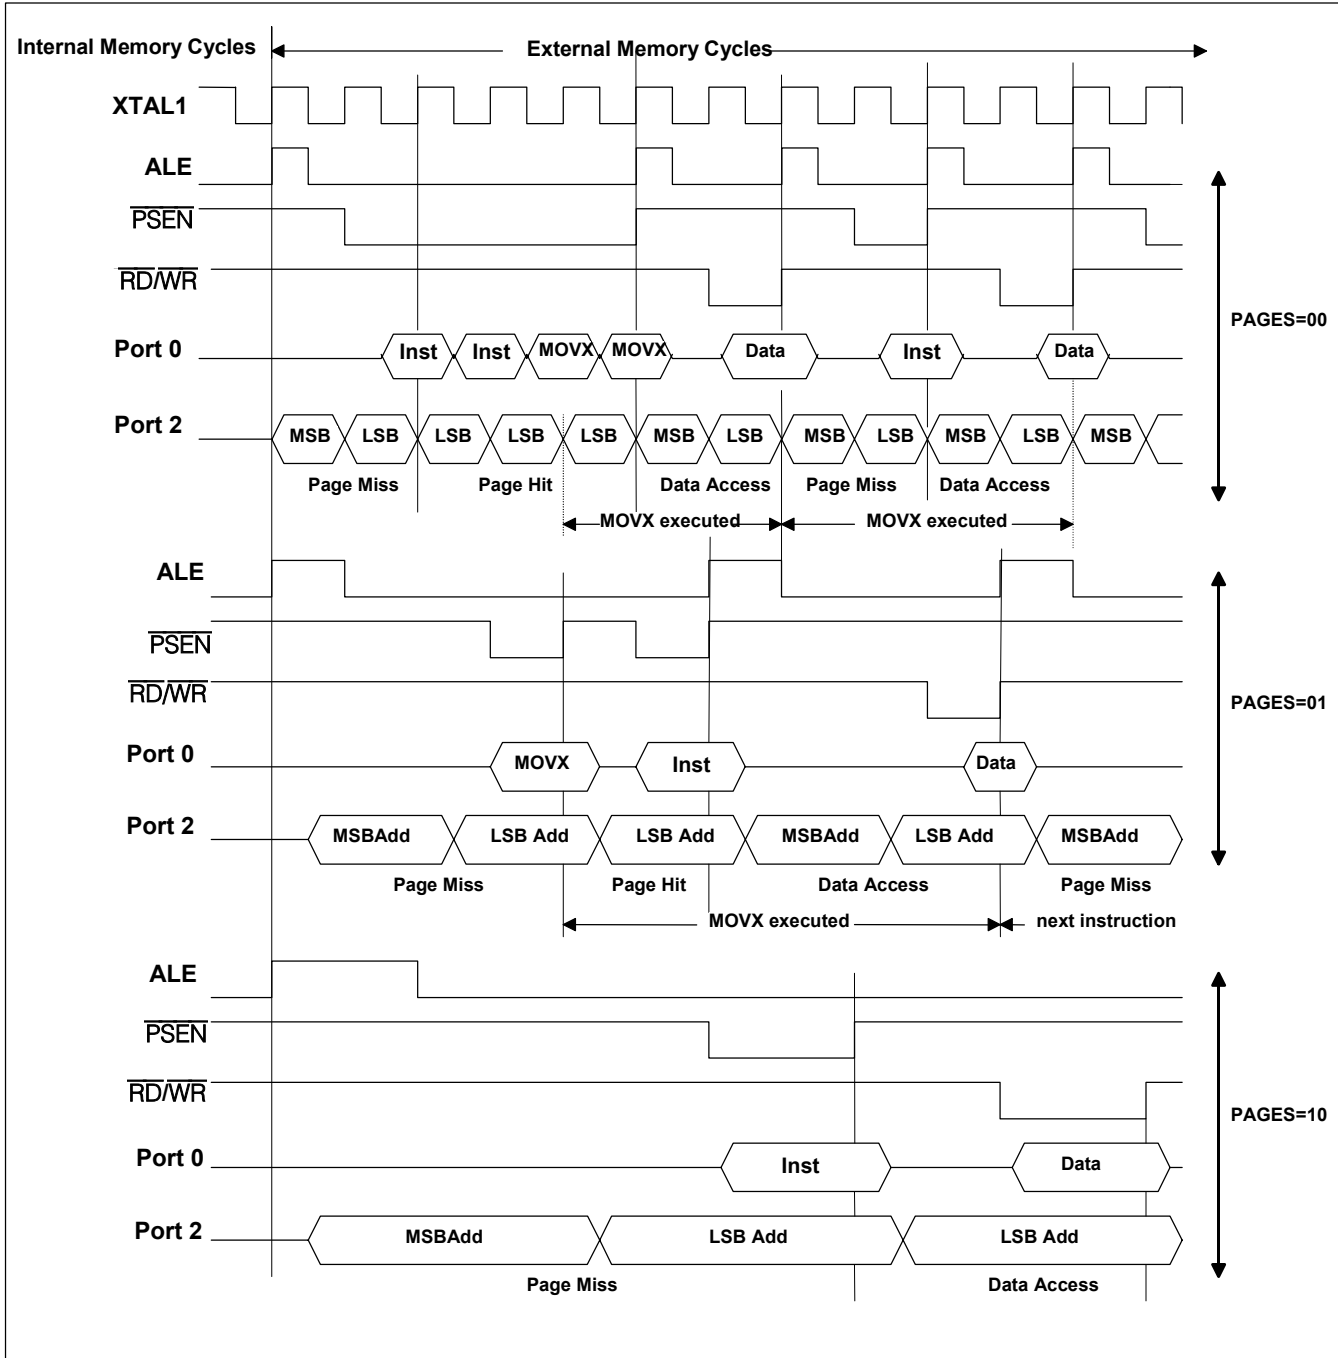 Internal Memory Cycles External Memory Cycles
XTAL1
ALE
PSEN
RD/WR
PAGES=00
Port 0 Inst Inst MOVX MOVX Data Inst Data
Port 2 MSB LSB LSB LSB LSB MSB LSB MSB LSB MSB LSB MSB
Page Miss Page Hit Data Access Page Miss Data Access
MOVX executed MOVX executed
ALE
PSEN
RD/WR
PAGES=01
Port 0 MOVX Inst Data
Port 2 MSBAdd LSB Add LSB Add MSBAdd LSB Add MSBAdd
Page Miss Page Hit Data Access Page Miss
MOVX executed next instruction
ALE
PSEN
RD/WR
PAGES=10
Port 0 Inst Data
Port 2 MSBAdd LSB Add LSB Add
Page Miss Data Access